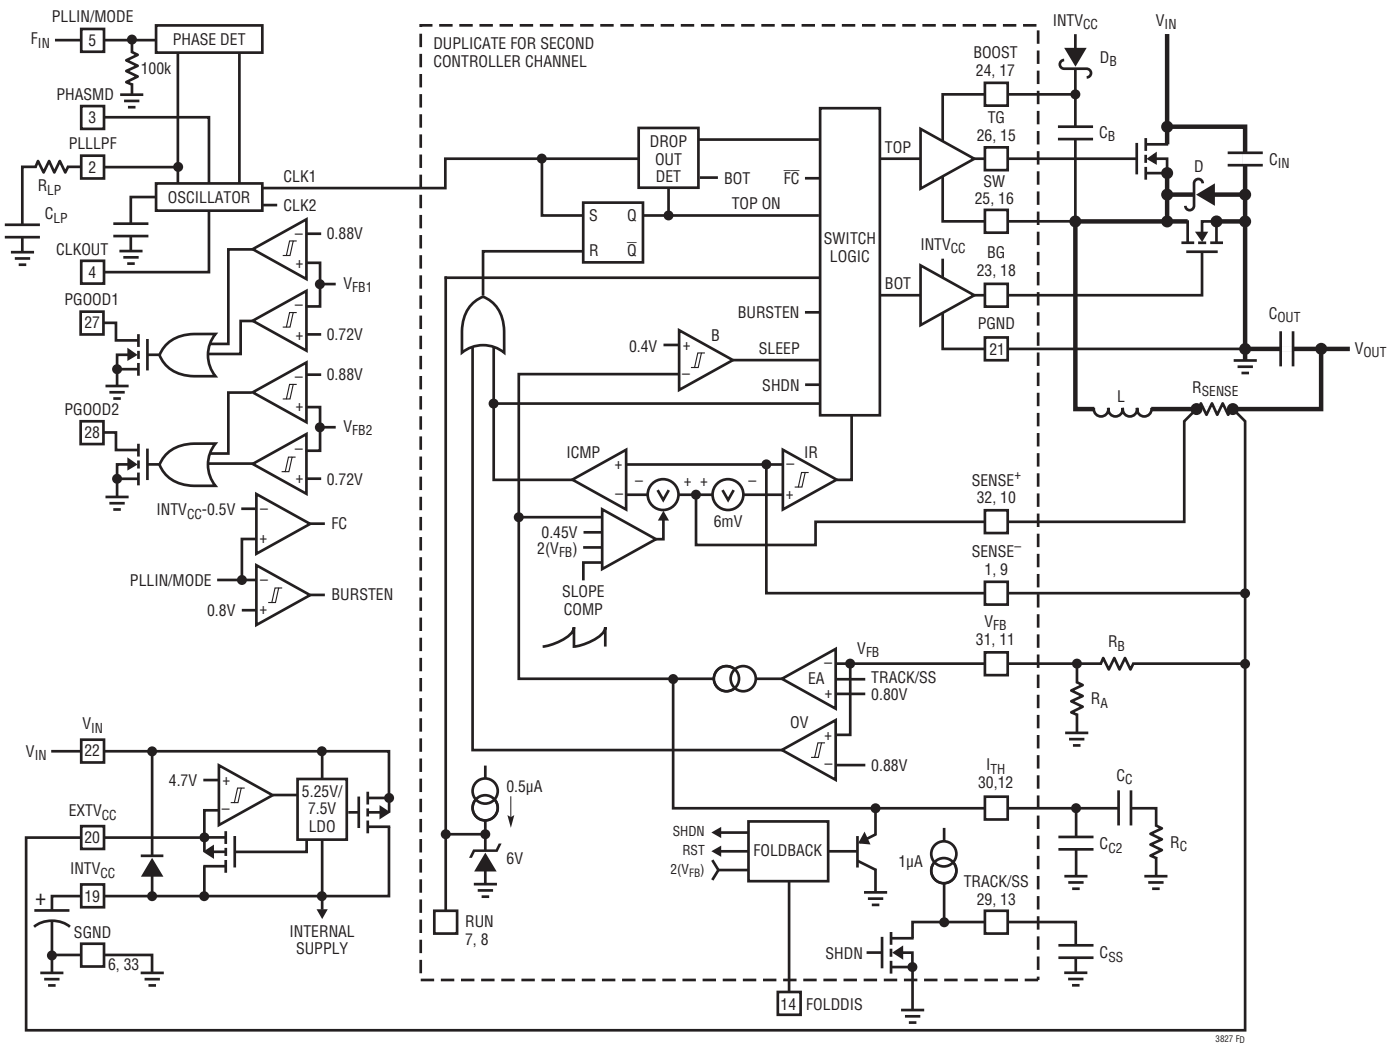 PLLIN/MODE
F_IN
5
PHASE DET
100k
PHASMD
3
PLLLPF
2
R_LP
C_LP
OSCILLATOR
CLK1
CLK2
CLKOUT
4
0.88V
V_FB1
0.72V
PGOOD1
27
0.88V
V_FB2
0.72V
PGOOD2
28
INTV_CC-0.5V
−
+
FC
PLLIN/MODE
−
0.8V
+
BURSTEN
V_IN
V_IN
22
4.7V
+
−
5.25V/
7.5V
LDO
EXTV_CC
20
INTV_CC
19
+
SGND
6, 33
INTERNAL
SUPPLY
DUPLICATE FOR SECOND
CONTROLLER CHANNEL
DROP
OUT
DET
BOT
FC̅
TOP ON
S
Q
R
Q̅
SWITCH
LOGIC
TOP
BOT
BURSTEN
0.4V
+
−
B
SLEEP
SHDN
ICMP
+
−
− + + −
6mV
IR
−
+
0.45V
2(V_FB)
SLOPE
COMP
V_FB
EA
−
+
TRACK/SS
0.80V
OV
+
−
0.88V
0.5µA
6V
RUN
7, 8
SHDN
RST
2(V_FB)
FOLDBACK
1µA
SHDN
14
FOLDDIS
INTV_CC
D_B
BOOST
24, 17
TG
26, 15
SW
25, 16
INTV_CC
BG
23, 18
PGND
21
C_B
V_IN
D
C_IN
C_OUT
V_OUT
L
R_SENSE
SENSE⁺
32, 10
SENSE⁻
1, 9
V_FB
31, 11
R_B
R_A
I_TH
30,12
C_C
C_C2
R_C
TRACK/SS
29, 13
C_SS
3827 FD